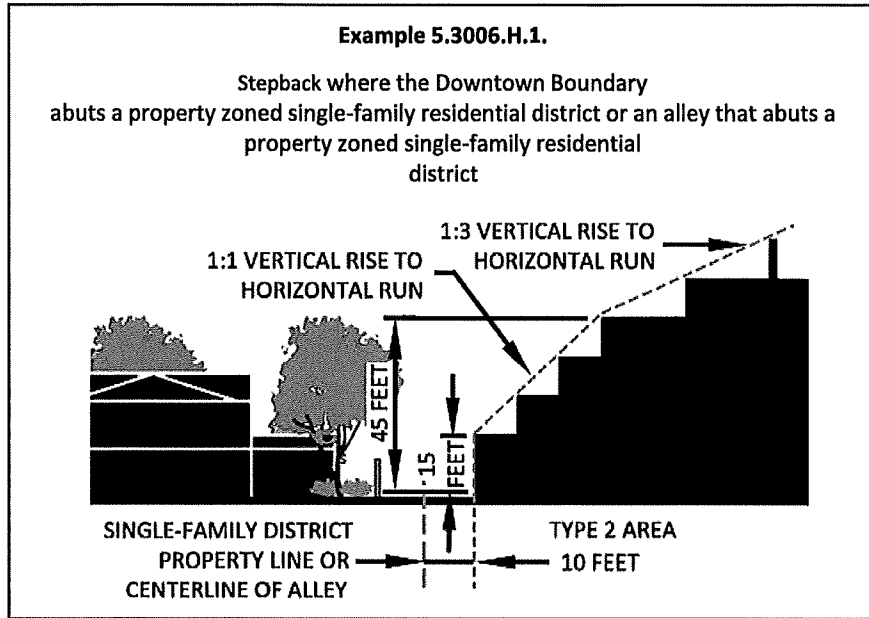 Example 5.3006.H.1.
Stepback where the Downtown Boundary
abuts a property zoned single-family residential district or an alley that abuts a
property zoned single-family residential
district
1:3 VERTICAL RISE TO
HORIZONTAL RUN
1:1 VERTICAL RISE TO
HORIZONTAL RUN
45 FEET
15
FEET
SINGLE-FAMILY DISTRICT
PROPERTY LINE OR
CENTERLINE OF ALLEY
TYPE 2 AREA
10 FEET